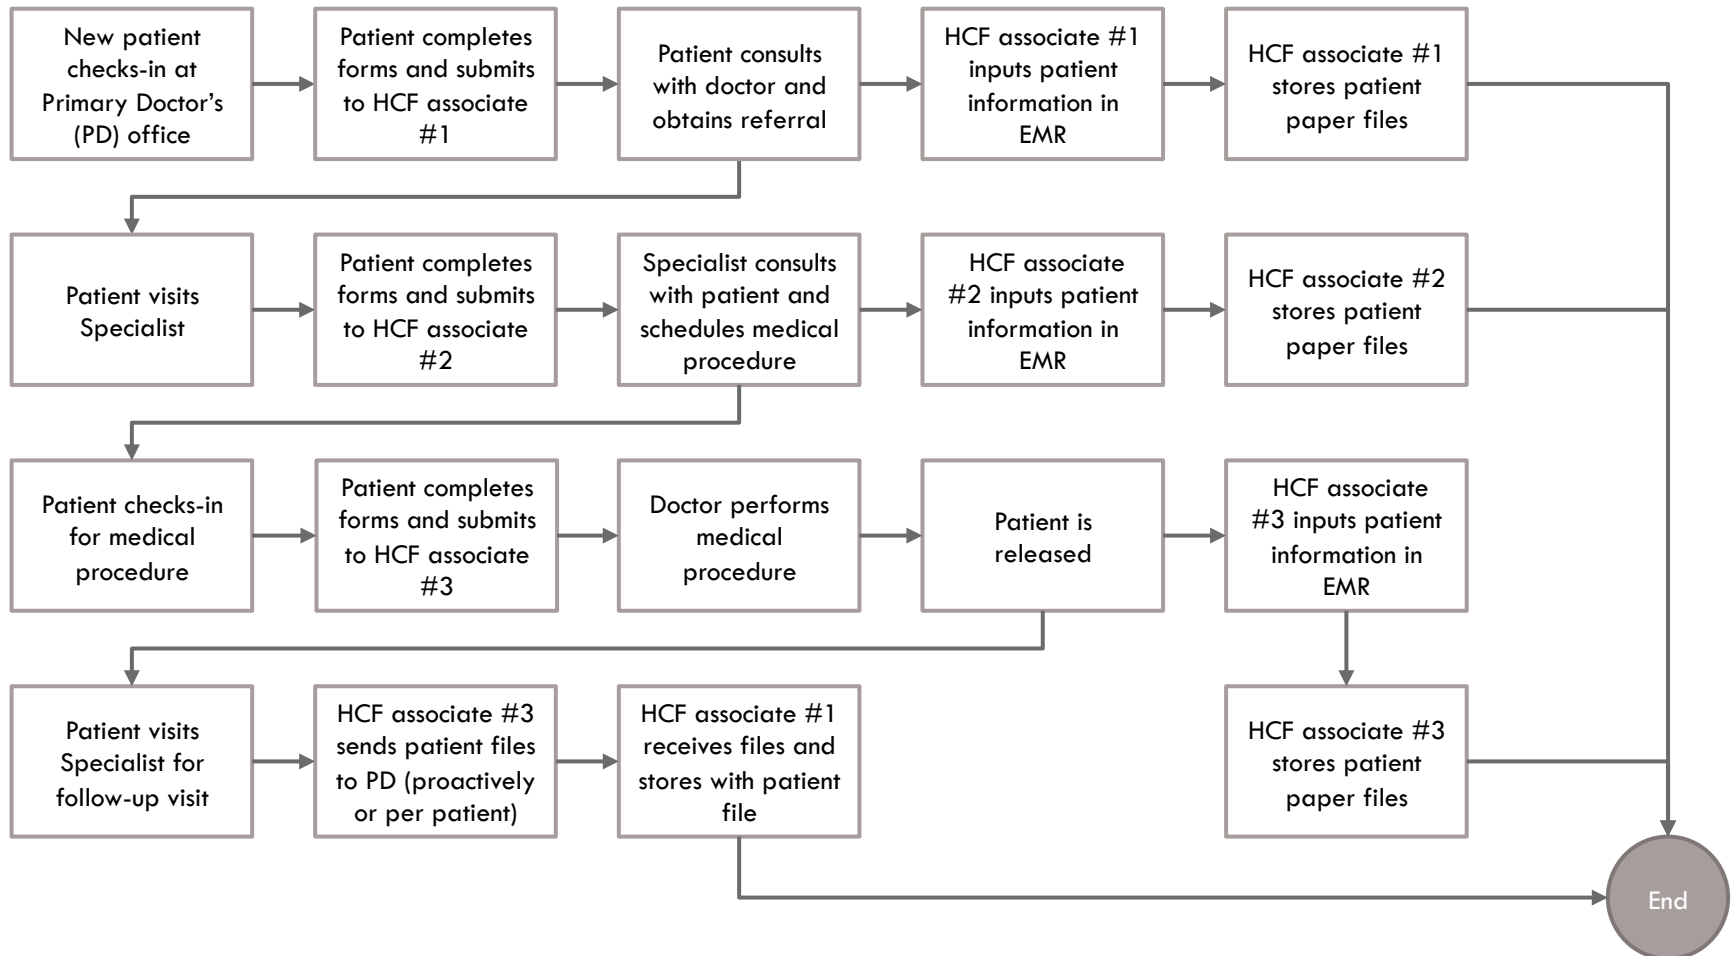 New patient
checks-in at
Primary Doctor's
(PD) office
Patient completes
forms and submits
to HCF associate
#1
Patient consults
with doctor and
obtains referral
HCF associate #1
inputs patient
information in
EMR
HCF associate #1
stores patient
paper files
Patient visits
Specialist
Patient completes
forms and submits
to HCF associate
#2
Specialist consults
with patient and
schedules medical
procedure
HCF associate
#2 inputs patient
information in
EMR
HCF associate #2
stores patient
paper files
Patient checks-in
for medical
procedure
Patient completes
forms and submits
to HCF associate
#3
Doctor performs
medical
procedure
Patient is
released
HCF associate
#3 inputs patient
information in
EMR
Patient visits
Specialist for
follow-up visit
HCF associate #3
sends patient files
to PD (proactively
or per patient)
HCF associate #1
receives files and
stores with patient
file
HCF associate #3
stores patient
paper files
End